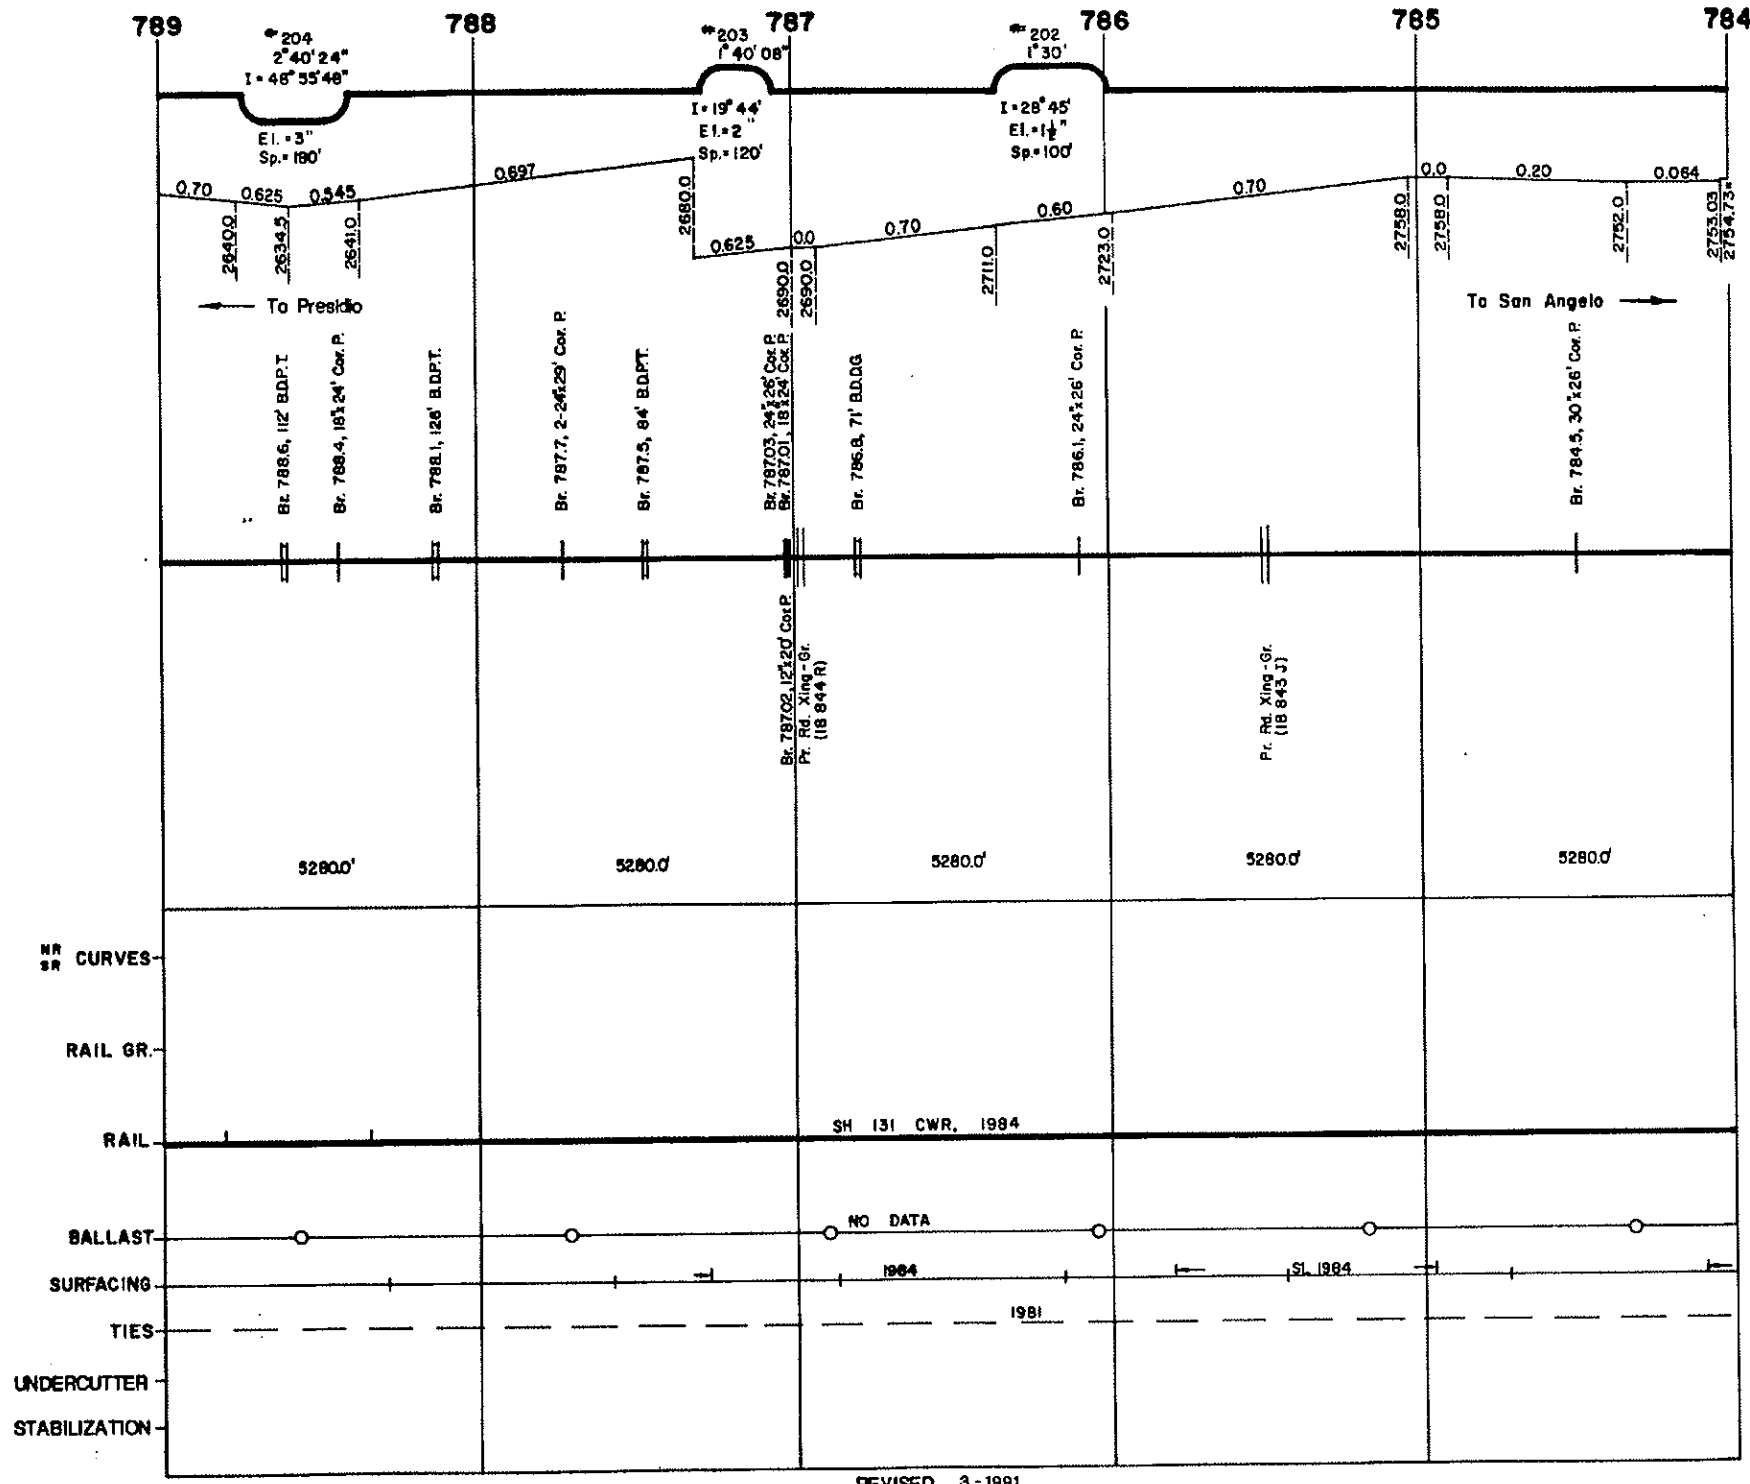 789 788 787 786 785 784
#204
2°40'24"
I=48°55'48"
El.=3"
Sp.=180'
#203
1°40'08"
I=19°44'
El.=2"
Sp.=120'
#202
1°30'
I=28°45'
El.=1½"
Sp.=100'
0.70 0.625 0.545 0.697 0.625 0.0 0.70 0.60 0.70 0.0 0.20 0.064
2640.0
2634.5
2641.0
2680.0
2690.0
2690.0
2711.0
2723.0
2758.0
2758.0
2752.0
2753.03
2754.73*
To Presidio
To San Angelo
Br. 788.6, 112' B.D.P.T.
Br. 788.4, 18"x24' Cor. P.
Br. 788.1, 126' B.D.P.T.
Br. 787.7, 2-24"x29' Cor. P.
Br. 787.5, 84' B.D.P.T.
Br. 787.03, 24"x26' Cor. P.
Br. 787.01, 18"x24' Cor. P.
Br. 786.8, 71' B.D.D.G.
Br. 786.1, 24"x26' Cor. P.
Br. 784.5, 30"x26' Cor. P.
Br. 787.02, 12"x20' Cor. P.
Pr. Rd. Xing-Gr.
(18 844 R)
Pr. Rd. Xing-Gr.
(18 843 J)
5280.0' 5280.0' 5280.0' 5280.0' 5280.0'
NR
SR CURVES
RAIL GR.
RAIL SH 131 CWR, 1984
BALLAST NO DATA
SURFACING 1984 S.L. 1984
TIES 1981
UNDERCUTTER
STABILIZATION
REVISED 3-1991